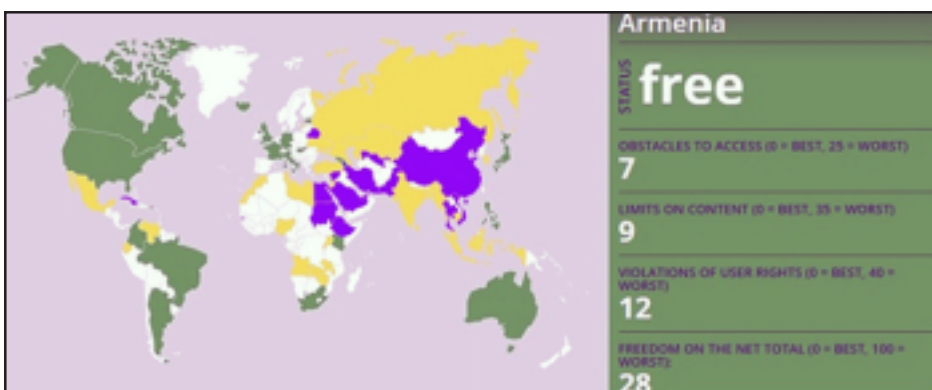 Armenia
STATUS
free
OBSTACLES TO ACCESS (0 = BEST, 25 = WORST)
7
LIMITS ON CONTENT (0 = BEST, 35 = WORST)
9
VIOLATIONS OF USER RIGHTS (0 = BEST, 40 =
WORST)
12
FREEDOM ON THE NET TOTAL (0 = BEST, 100 =
WORST):
28